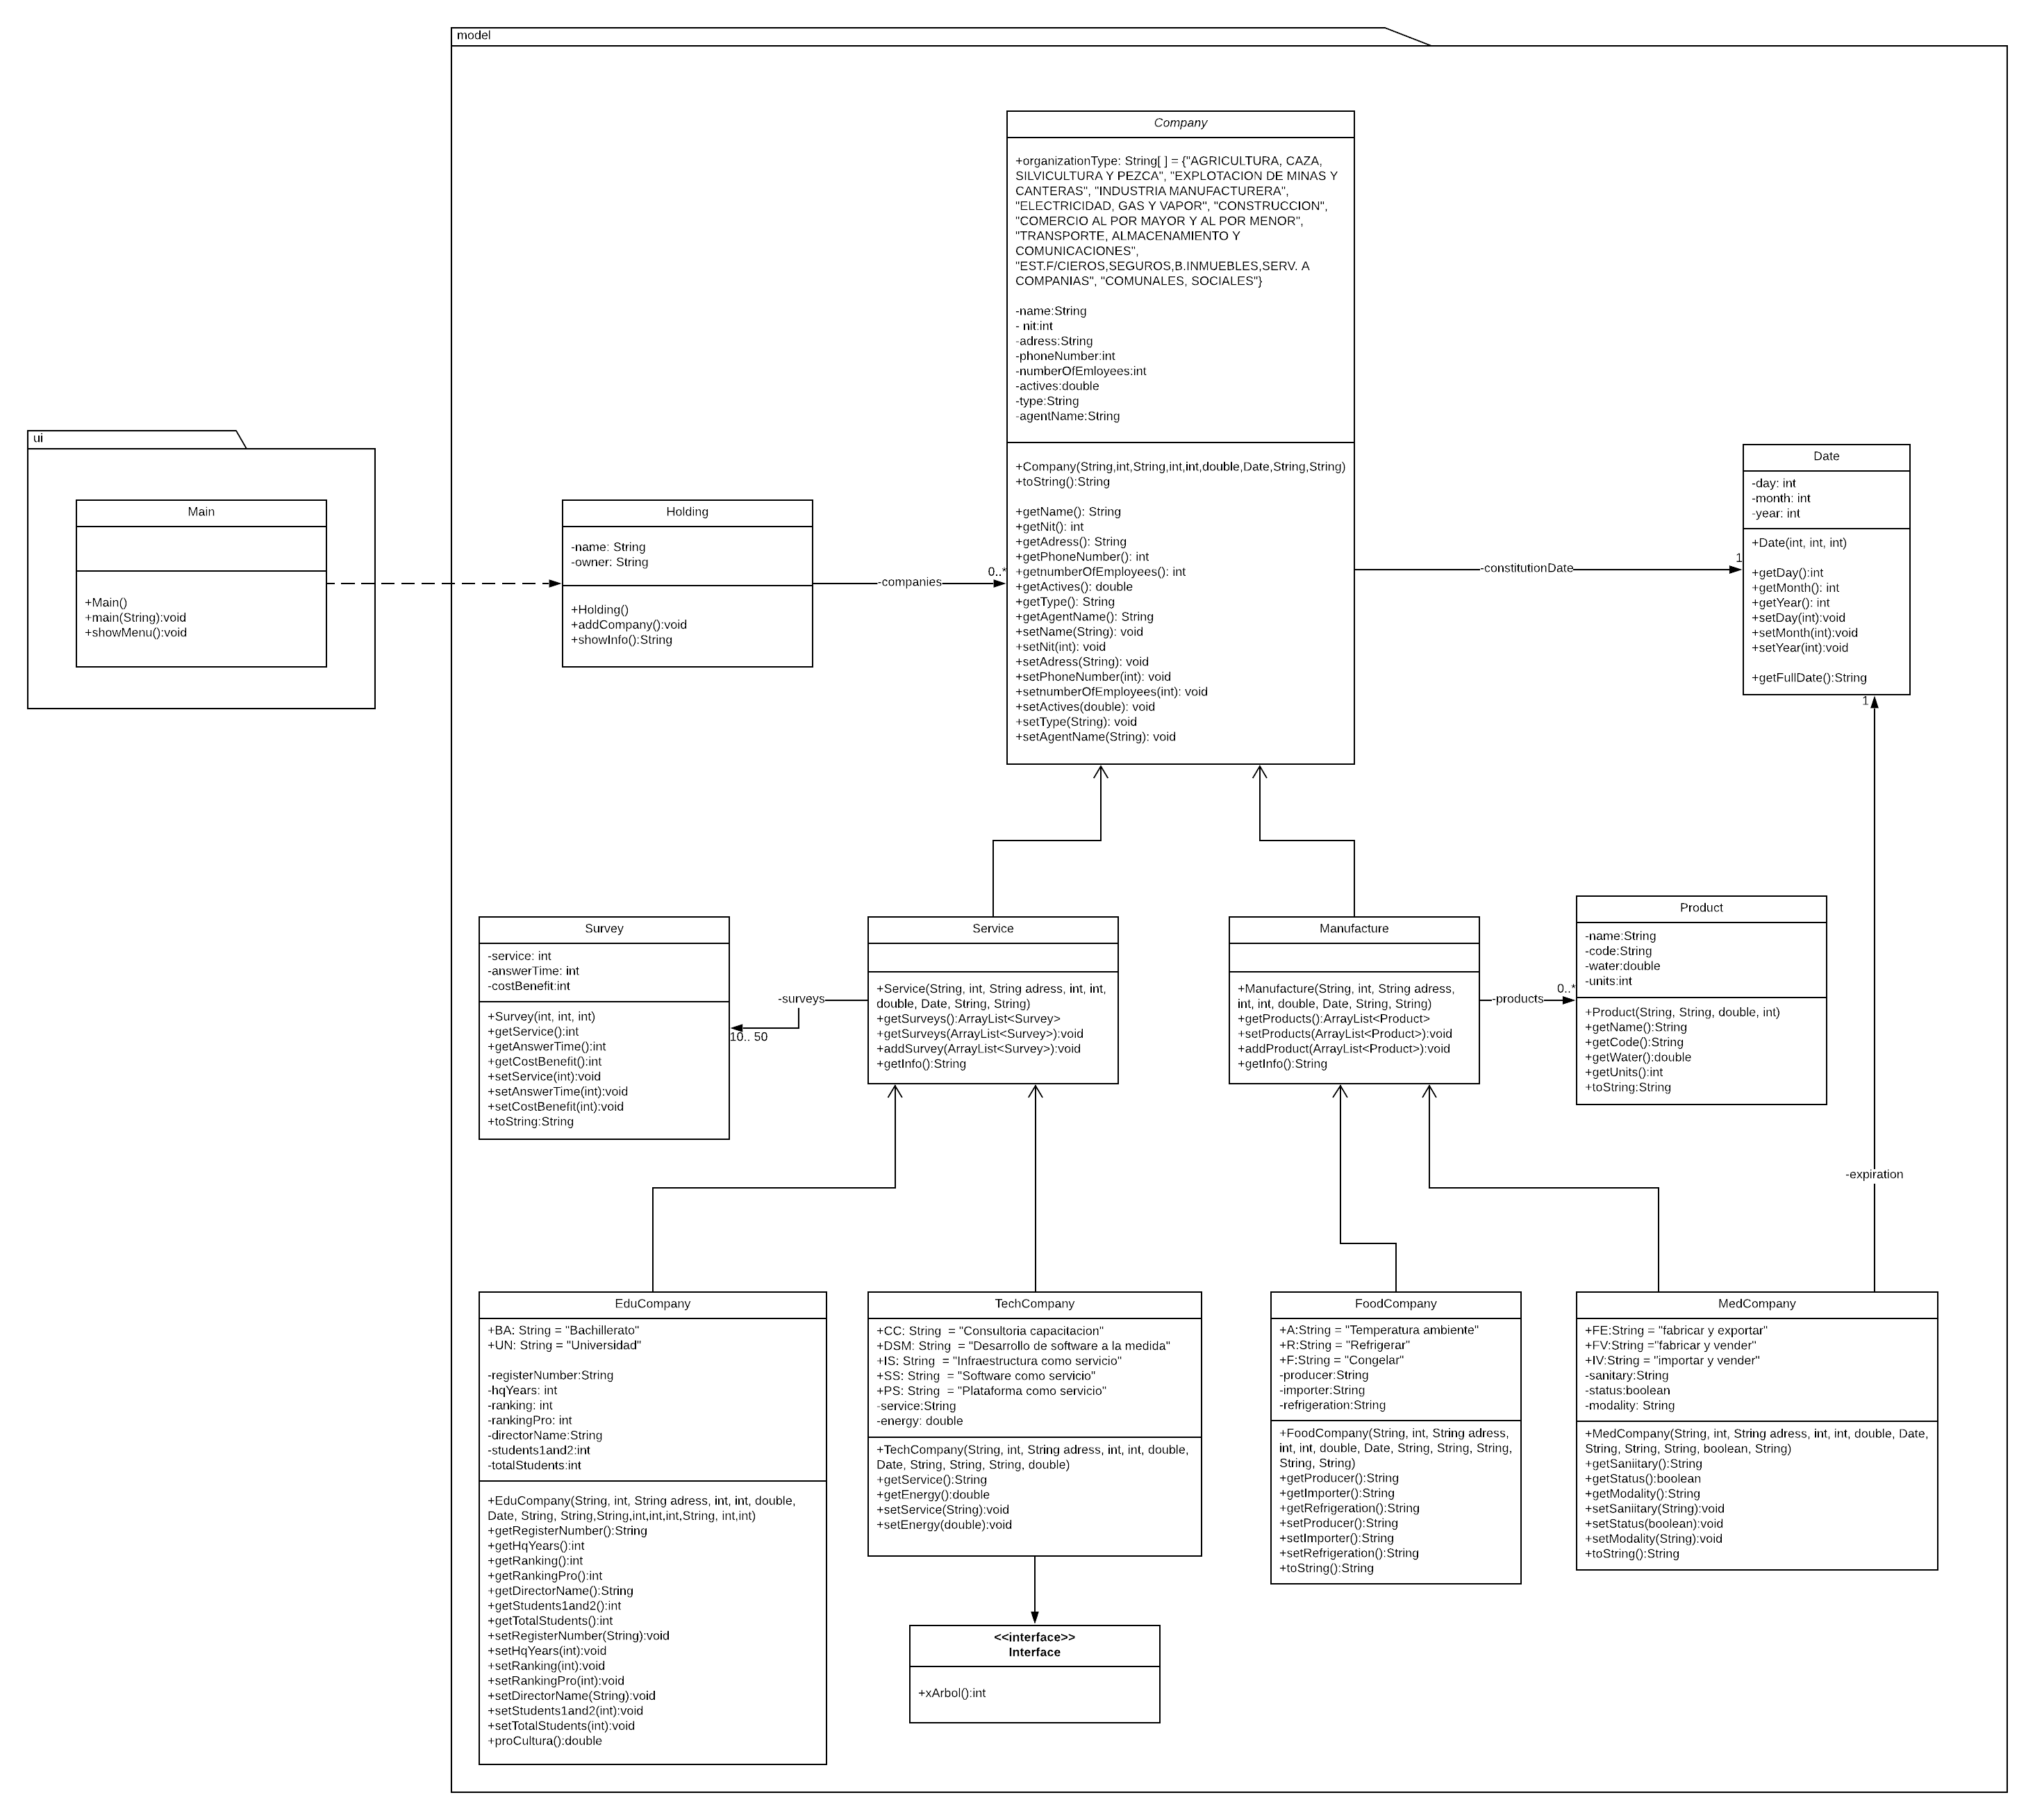 model
Company
+organizationType: String[ ] = {"AGRICULTURA, CAZA,
SILVICULTURA Y PEZCA", "EXPLOTACION DE MINAS Y
CANTERAS", "INDUSTRIA MANUFACTURERA",
"ELECTRICIDAD, GAS Y VAPOR", "CONSTRUCCION",
"COMERCIO AL POR MAYOR Y AL POR MENOR",
"TRANSPORTE, ALMACENAMIENTO Y
COMUNICACIONES",
"EST.F/CIEROS,SEGUROS,B.INMUEBLES,SERV. A
COMPANIAS", "COMUNALES, SOCIALES"}
-name:String
- nit:int
-adress:String
-phoneNumber:int
-numberOfEmloyees:int
-actives:double
-type:String
-agentName:String
+Company(String,int,String,int,int,double,Date,String,String)
+toString():String
+getName(): String
+getNit(): int
+getAdress(): String
+getPhoneNumber(): int
+getnumberOfEmployees(): int
+getActives(): double
+getType(): String
+getAgentName(): String
+setName(String): void
+setNit(int): void
+setAdress(String): void
+setPhoneNumber(int): void
+setnumberOfEmployees(int): void
+setActives(double): void
+setType(String): void
+setAgentName(String): void
ui
Main
+Main()
+main(String):void
+showMenu():void
Holding
-name: String
-owner: String
+Holding()
+addCompany():void
+showInfo():String
-companies
0..*
-constitutionDate
1
Date
-day: int
-month: int
-year: int
+Date(int, int, int)
+getDay():int
+getMonth(): int
+getYear(): int
+setDay(int):void
+setMonth(int):void
+setYear(int):void
+getFullDate():String
1
Survey
-service: int
-answerTime: int
-costBenefit:int
+Survey(int, int, int)
+getService():int
+getAnswerTime():int
+getCostBenefit():int
+setService(int):void
+setAnswerTime(int):void
+setCostBenefit(int):void
+toString:String
-surveys
10.. 50
Service
+Service(String, int, String adress, int, int,
double, Date, String, String)
+getSurveys():ArrayList<Survey>
+getSurveys(ArrayList<Survey>):void
+addSurvey(ArrayList<Survey>):void
+getInfo():String
Manufacture
+Manufacture(String, int, String adress,
int, int, double, Date, String, String)
+getProducts():ArrayList<Product>
+setProducts(ArrayList<Product>):void
+addProduct(ArrayList<Product>):void
+getInfo():String
-products
0..*
Product
-name:String
-code:String
-water:double
-units:int
+Product(String, String, double, int)
+getName():String
+getCode():String
+getWater():double
+getUnits():int
+toString:String
-expiration
EduCompany
+BA: String = "Bachillerato"
+UN: String = "Universidad"
-registerNumber:String
-hqYears: int
-ranking: int
-rankingPro: int
-directorName:String
-students1and2:int
-totalStudents:int
+EduCompany(String, int, String adress, int, int, double,
Date, String, String,String,int,int,int,String, int,int)
+getRegisterNumber():String
+getHqYears():int
+getRanking():int
+getRankingPro():int
+getDirectorName():String
+getStudents1and2():int
+getTotalStudents():int
+setRegisterNumber(String):void
+setHqYears(int):void
+setRanking(int):void
+setRankingPro(int):void
+setDirectorName(String):void
+setStudents1and2(int):void
+setTotalStudents(int):void
+proCultura():double
TechCompany
+CC: String  = "Consultoria capacitacion"
+DSM: String  = "Desarrollo de software a la medida"
+IS: String  = "Infraestructura como servicio"
+SS: String  = "Software como servicio"
+PS: String  = "Plataforma como servicio"
-service:String
-energy: double
+TechCompany(String, int, String adress, int, int, double,
Date, String, String, String, double)
+getService():String
+getEnergy():double
+setService(String):void
+setEnergy(double):void
<<interface>>
Interface
+xArbol():int
FoodCompany
+A:String = "Temperatura ambiente"
+R:String = "Refrigerar"
+F:String = "Congelar"
-producer:String
-importer:String
-refrigeration:String
+FoodCompany(String, int, String adress,
int, int, double, Date, String, String, String,
String, String)
+getProducer():String
+getImporter():String
+getRefrigeration():String
+setProducer():String
+setImporter():String
+setRefrigeration():String
+toString():String
MedCompany
+FE:String = "fabricar y exportar"
+FV:String ="fabricar y vender"
+IV:String = "importar y vender"
-sanitary:String
-status:boolean
-modality: String
+MedCompany(String, int, String adress, int, int, double, Date,
String, String, String, boolean, String)
+getSaniitary():String
+getStatus():boolean
+getModality():String
+setSaniitary(String):void
+setStatus(boolean):void
+setModality(String):void
+toString():String